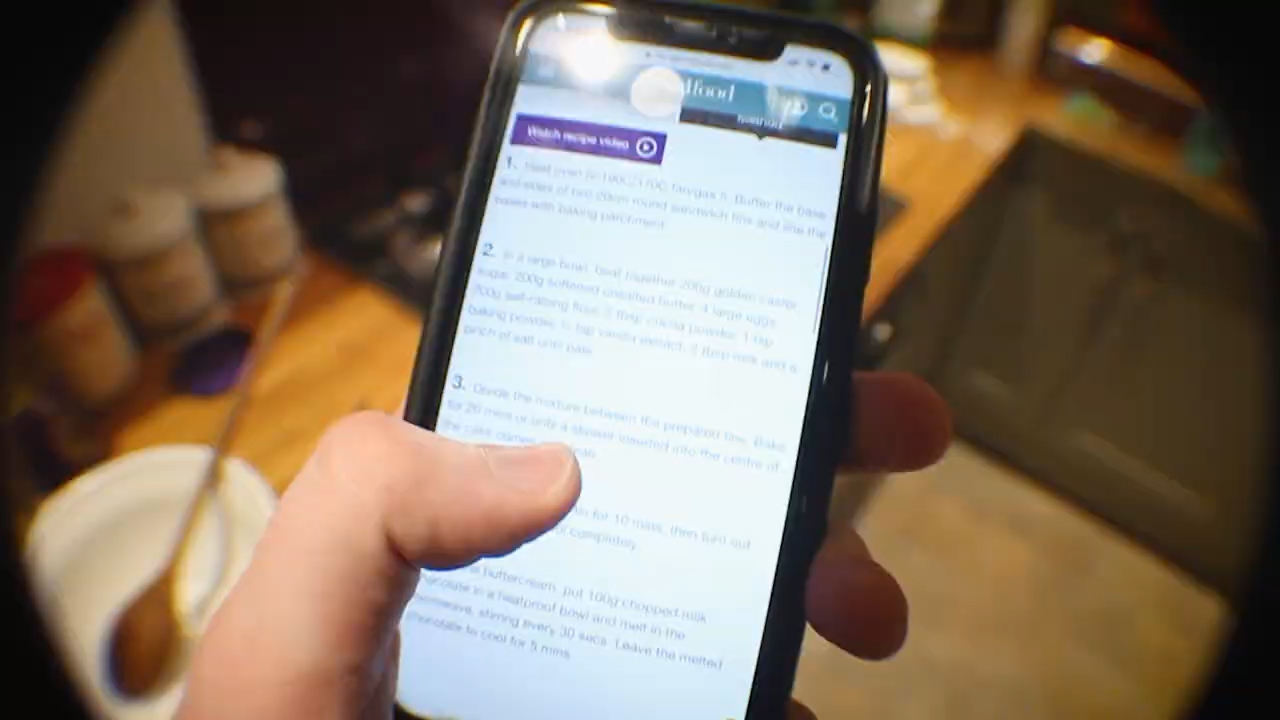 food
Watch recipe video
1. Heat oven to 190C/170C fan/gas 5. Butter the base
and sides of two 20cm round sandwich tins and line the
bases with baking parchment.
2. In a large bowl, beat together 200g golden caster
sugar, 200g softened unsalted butter, 4 large eggs,
200g self-raising flour, 2 tbsp cocoa powder, 1 tsp
baking powder, ½ tsp vanilla extract, 2 tbsp milk and a
pinch of salt until pale.
3. Divide the mixture between the prepared tins. Bake
for 20 mins or until a skewer inserted into the centre of
the cake comes
for 10 mins, then turn out
completely.
buttercream, put 100g chopped milk
chocolate in a heatproof bowl and melt in the
microwave, stirring every 30 secs. Leave the melted
chocolate to cool for 5 mins.